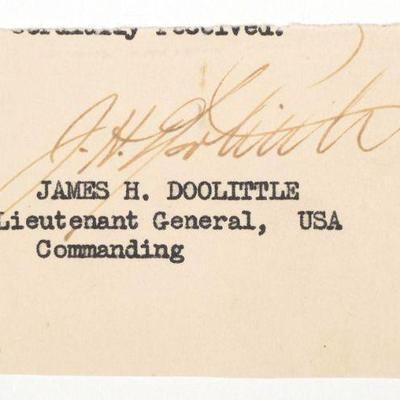 cordially received.
J. H. Doolittle
JAMES H. DOOLITTLE
Lieutenant General, USA
Commanding